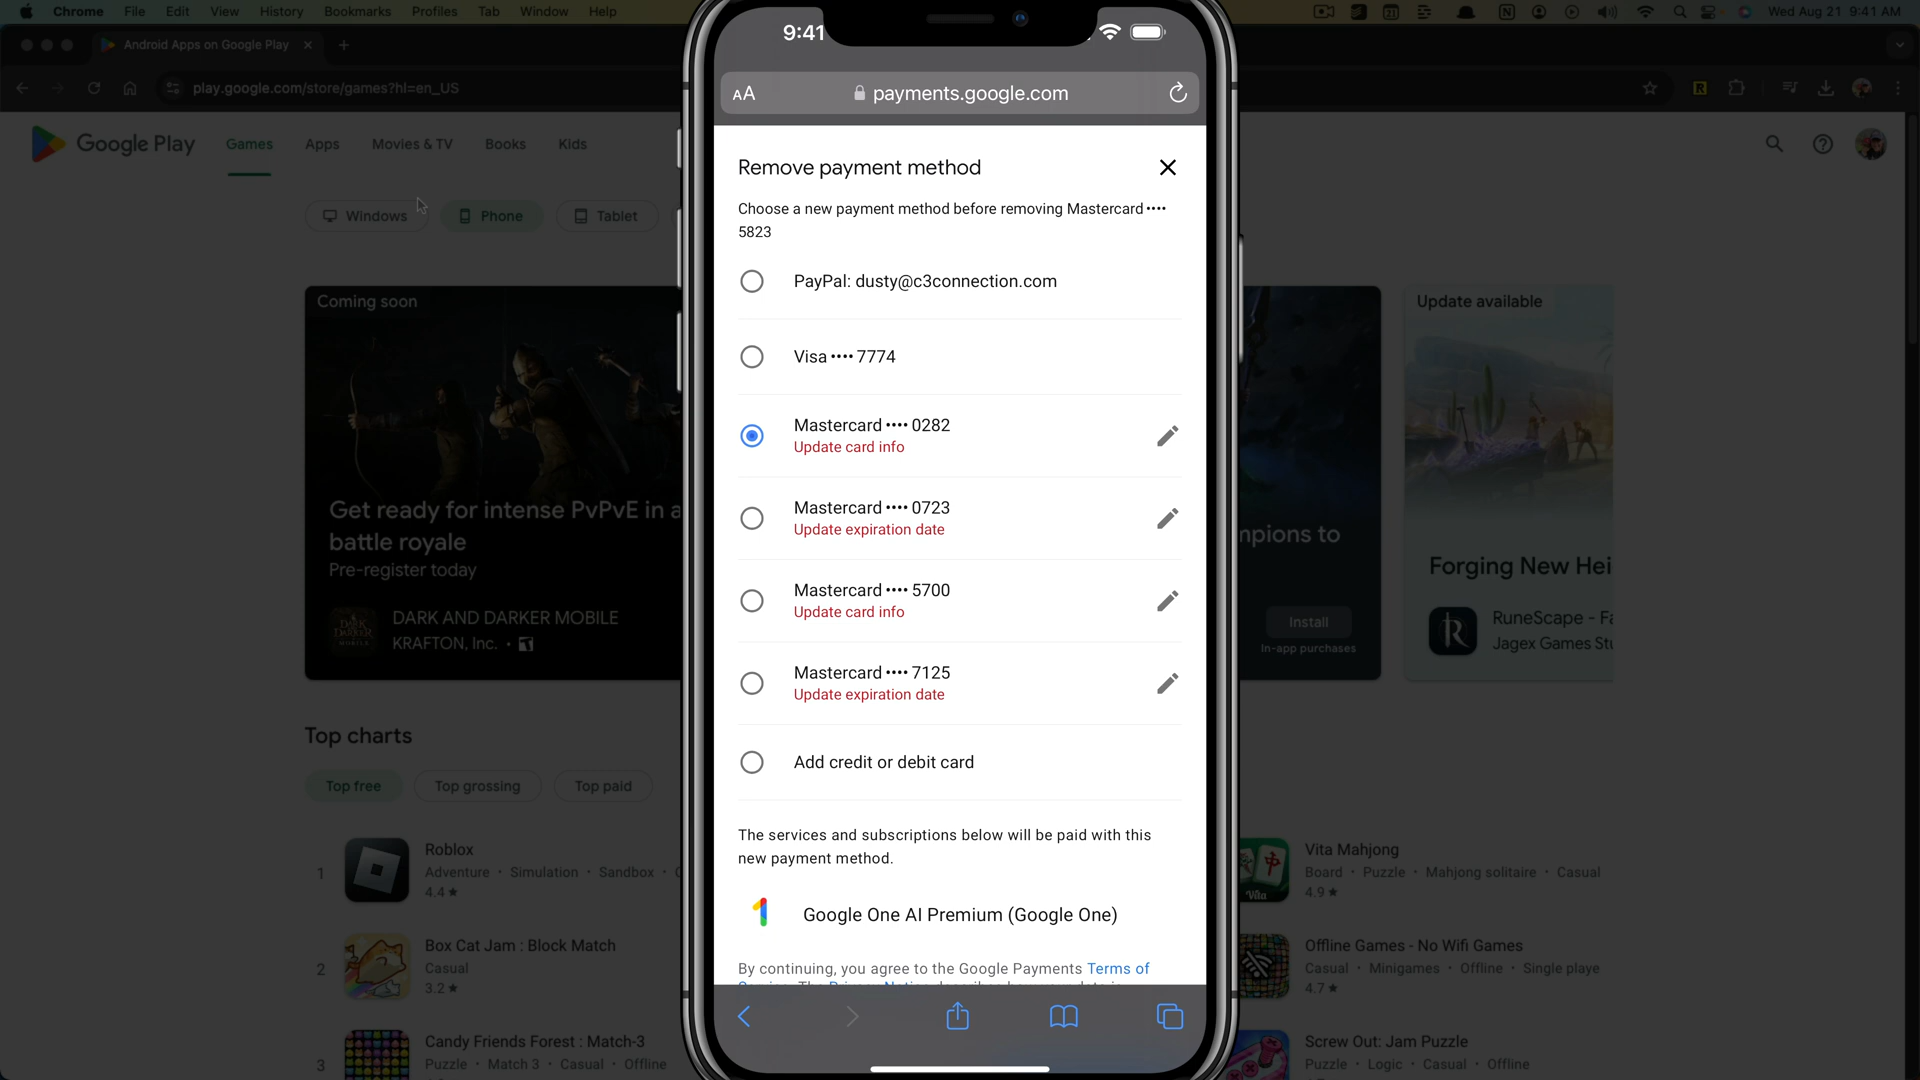 Chrome File Edit View History Bookmarks Profiles Tab Window Help
21
Wed Aug 21 9:41 AM
Android Apps on Google Play
play.google.com/store/games?hl=en_US
Google Play Games Apps Movies & TV Books Kids
Windows Phone Tablet
Coming soon
Get ready for intense PvPvE in a
battle royale
Pre-register today
DARK AND DARKER MOBILE
KRAFTON, Inc. •
Top charts
Top free Top grossing Top paid
1
Roblox
Adventure • Simulation • Sandbox •
4.4 ★
2
Box Cat Jam : Block Match
Casual
3.2 ★
3
Candy Friends Forest : Match-3
Puzzle • Match 3 • Casual • Offline
9:41
AA payments.google.com
Remove payment method
Choose a new payment method before removing Mastercard ••••
5823
PayPal: dusty@c3connection.com
Visa •••• 7774
Mastercard •••• 0282
Update card info
Mastercard •••• 0723
Update expiration date
Mastercard •••• 5700
Update card info
Mastercard •••• 7125
Update expiration date
Add credit or debit card
The services and subscriptions below will be paid with this
new payment method.
Google One AI Premium (Google One)
By continuing, you agree to the Google Payments Terms of
mpions to
Install
In-app purchases
Update available
Forging New Hei
RuneScape - Fa
Jagex Games Stu
Vita Mahjong
Board • Puzzle • Mahjong solitaire • Casual
4.9 ★
Vita
Offline Games - No Wifi Games
Casual • Minigames • Offline • Single playe
4.7 ★
Screw Out: Jam Puzzle
Puzzle • Logic • Casual • Offline